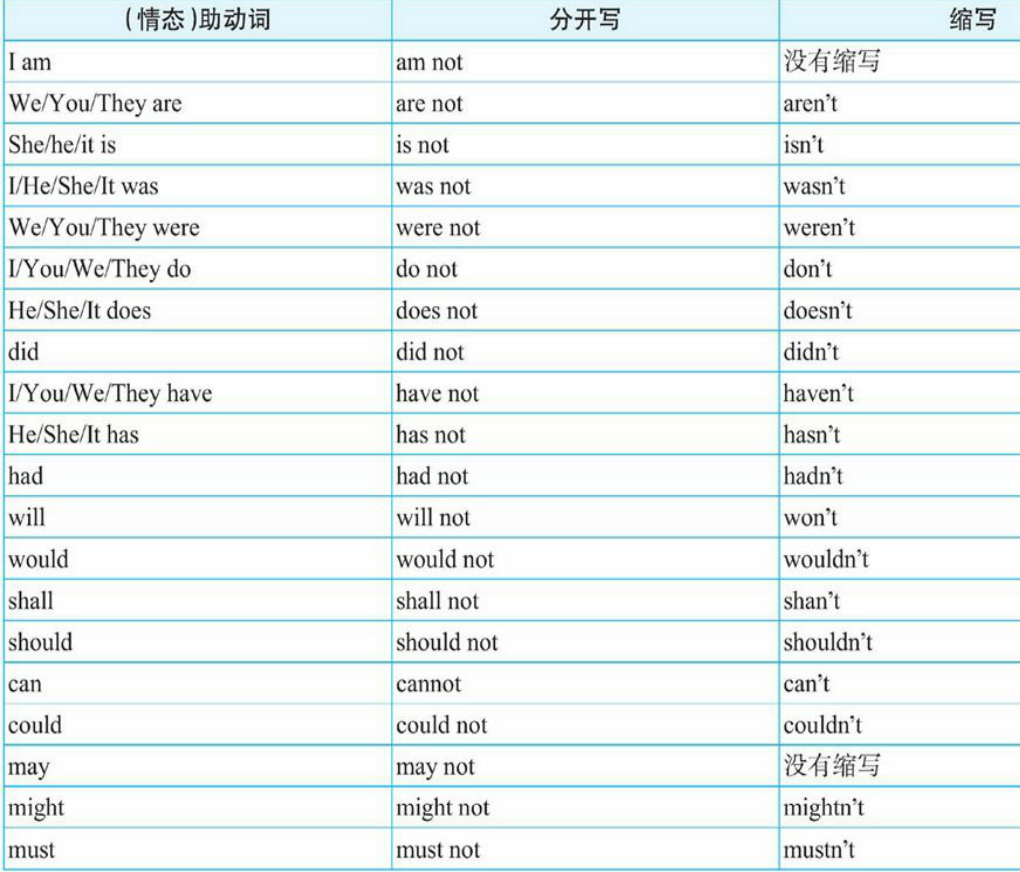 (情态)助动词 分开写 缩写
I am am not 没有缩写
We/You/They are are not aren't
She/he/it is is not isn't
I/He/She/It was was not wasn't
We/You/They were were not weren't
I/You/We/They do do not don't
He/She/It does does not doesn't
did did not didn't
I/You/We/They have have not haven't
He/She/It has has not hasn't
had had not hadn't
will will not won't
would would not wouldn't
shall shall not shan't
should should not shouldn't
can cannot can't
could could not couldn't
may may not 没有缩写
might might not mightn't
must must not mustn't